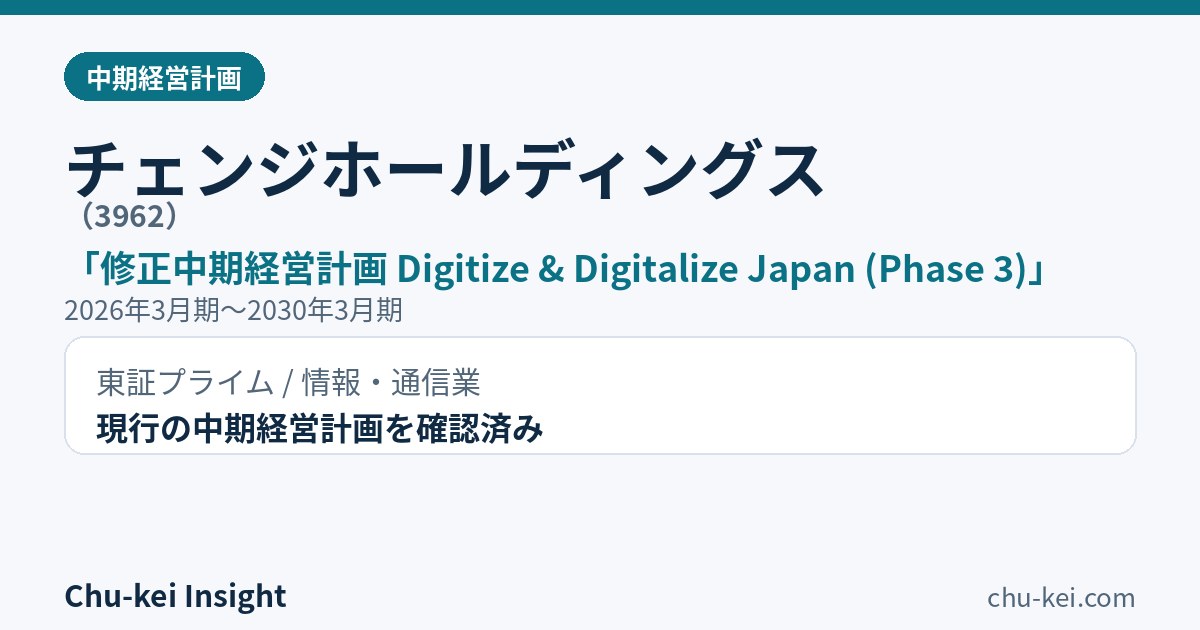 中期経営計画
チェンジホールディングス
（3962）
「修正中期経営計画 Digitize & Digitalize Japan (Phase 3)」
2026年3月期～2030年3月期
東証プライム / 情報・通信業
現行の中期経営計画を確認済み
Chu-kei Insight
chu-kei.com